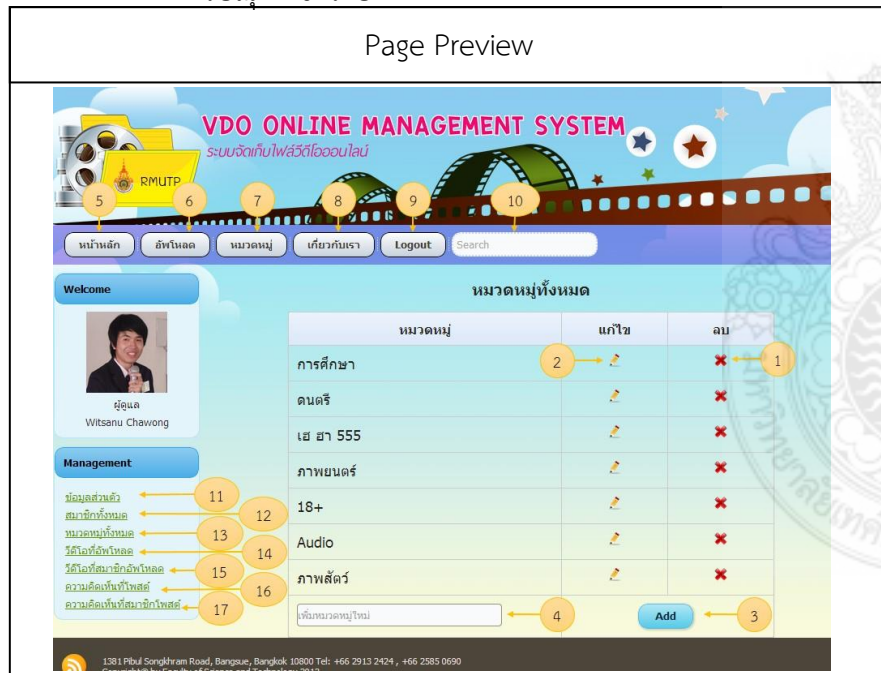 Page Preview
VDO ONLINE MANAGEMENT SYSTEM
ระบบจัดเก็บไฟล์วีดีโอออนไลน์
RMUTP
5 6 7 8 9 10
หน้าหลัก อัพโหลด หมวดหมู่ เกี่ยวกับเรา Logout Search
Welcome
ผู้ดูแล
Witsanu Chawong
Management
ข้อมูลส่วนตัว 11
สมาชิกทั้งหมด 12
หมวดหมู่ทั้งหมด 13
วีดีโอที่อัพโหลด 14
วีดีโอที่สมาชิกอัพโหลด 15
ความคิดเห็นที่โพสต์ 16
ความคิดเห็นที่สมาชิกโพสต์ 17
หมวดหมู่ทั้งหมด
หมวดหมู่ แก้ไข ลบ
การศึกษา 2 1
ดนตรี
เฮ ฮา 555
ภาพยนตร์
18+
Audio
ภาพสัตว์
เพิ่มหมวดหมู่ใหม่ 4 Add 3
1381 Pibul Songkhram Road, Bangsue, Bangkok 10800 Tel: +66 2913 2424 , +66 2585 0690